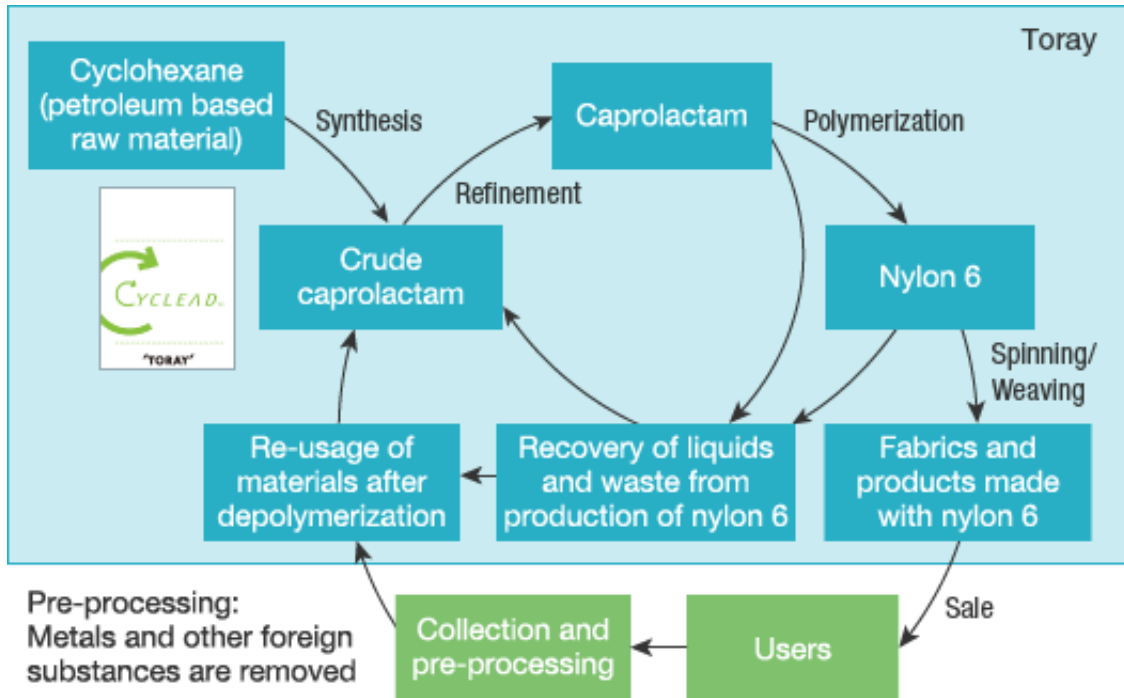 Toray
Cyclohexane
(petroleum based
raw material)
Synthesis
Caprolactam
Polymerization
Refinement
Crude
caprolactam
Nylon 6
CYCLEAD
"TORAY"
Spinning/
Weaving
Re-usage of
materials after
depolymerization
Recovery of liquids
and waste from
production of nylon 6
Fabrics and
products made
with nylon 6
Pre-processing:
Metals and other foreign
substances are removed
Collection and
pre-processing
Users
Sale